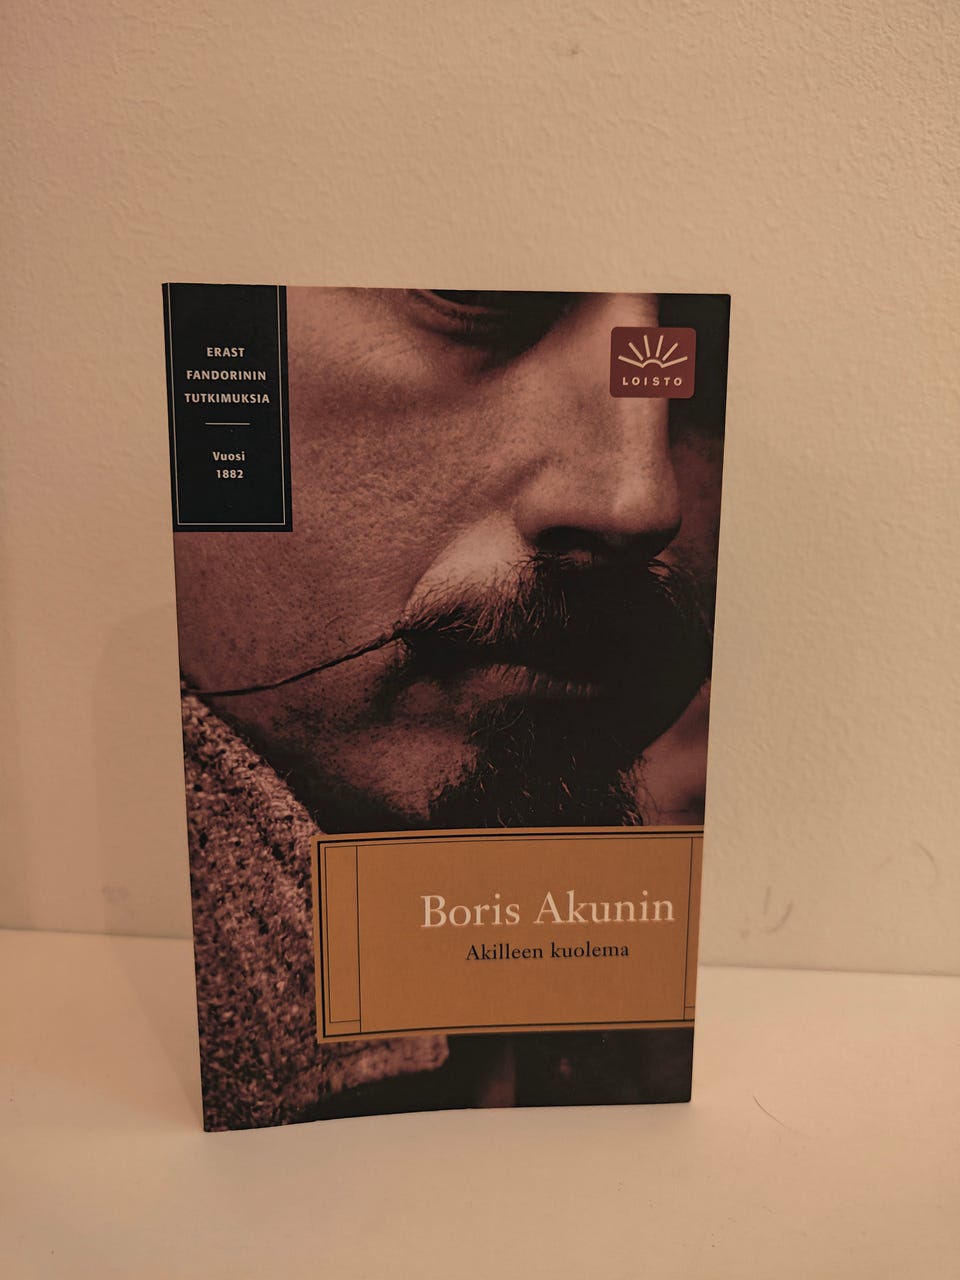 ERAST
FANDORININ
TUTKIMUKSIA
Vuosi
1882
LOISTO
Boris Akunin
Akilleen kuolema